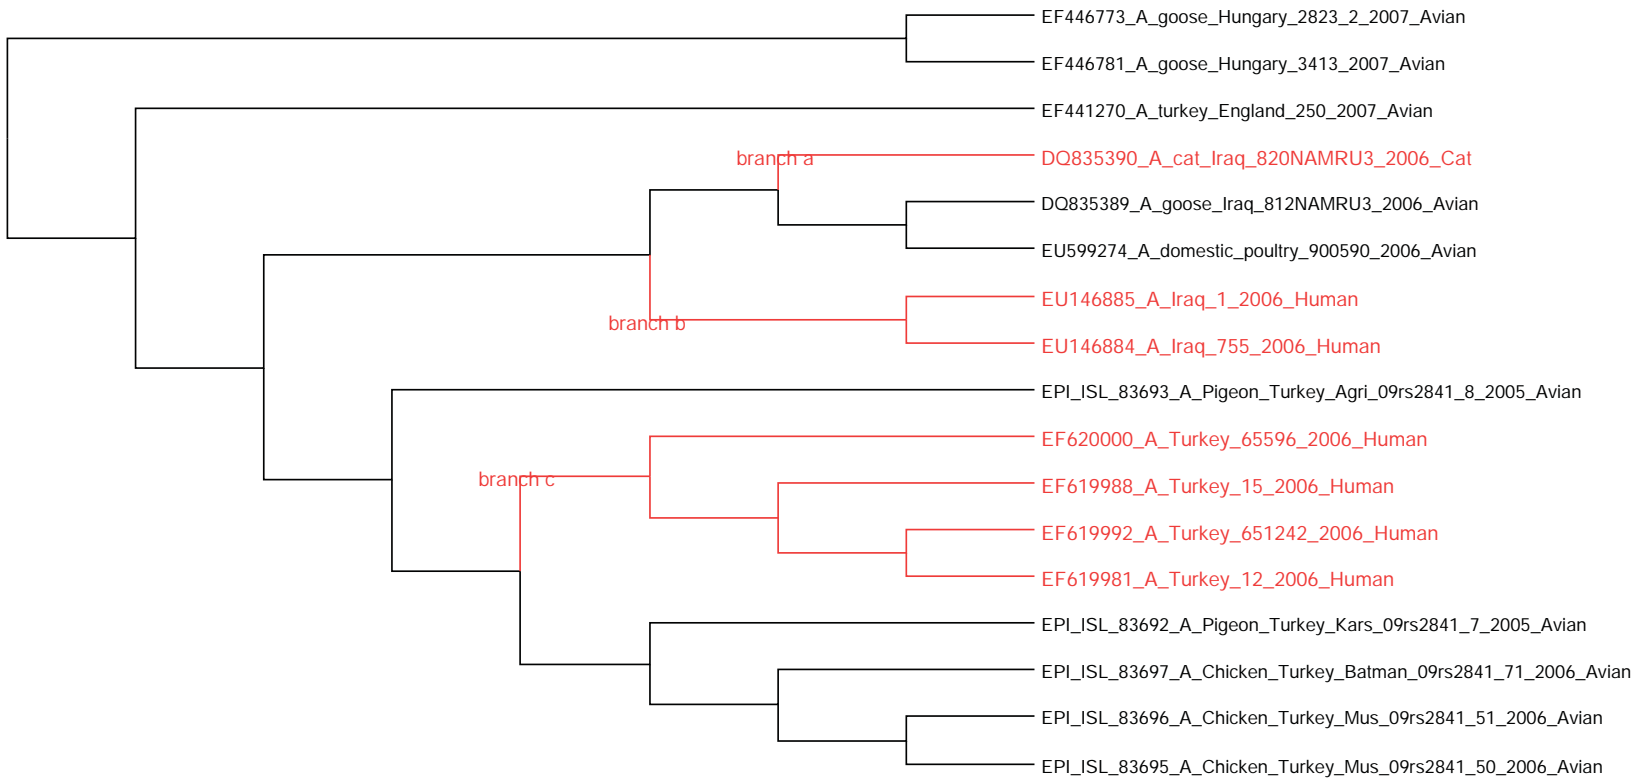 EF446773_A_goose_Hungary_2823_2_2007_Avian
EF446781_A_goose_Hungary_3413_2007_Avian
EF441270_A_turkey_England_250_2007_Avian
branch a
DQ835390_A_cat_Iraq_820NAMRU3_2006_Cat
DQ835389_A_goose_Iraq_812NAMRU3_2006_Avian
EU599274_A_domestic_poultry_900590_2006_Avian
EU146885_A_Iraq_1_2006_Human
branch b
EU146884_A_Iraq_755_2006_Human
EPI_ISL_83693_A_Pigeon_Turkey_Agri_09rs2841_8_2005_Avian
EF620000_A_Turkey_65596_2006_Human
branch c
EF619988_A_Turkey_15_2006_Human
EF619992_A_Turkey_651242_2006_Human
EF619981_A_Turkey_12_2006_Human
EPI_ISL_83692_A_Pigeon_Turkey_Kars_09rs2841_7_2005_Avian
EPI_ISL_83697_A_Chicken_Turkey_Batman_09rs2841_71_2006_Avian
EPI_ISL_83696_A_Chicken_Turkey_Mus_09rs2841_51_2006_Avian
EPI_ISL_83695_A_Chicken_Turkey_Mus_09rs2841_50_2006_Avian